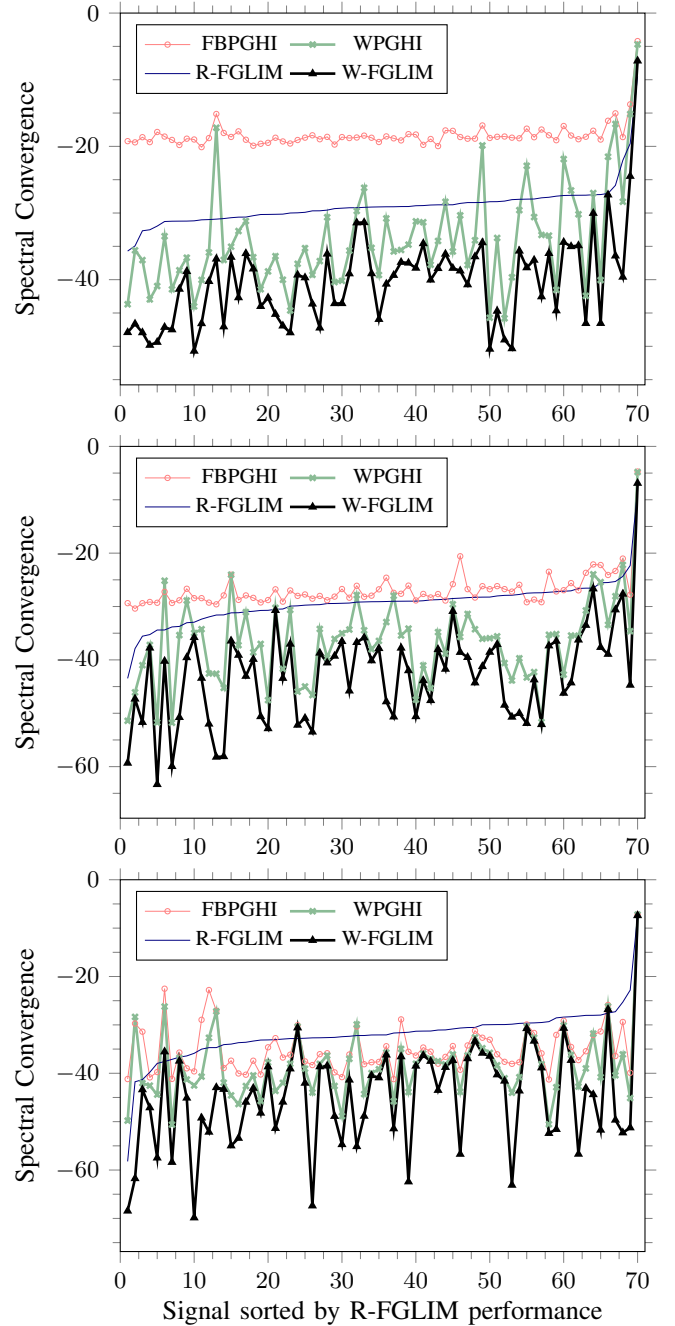 0
−20
−40
Spectral Convergence
FBPGHI WPGHI
R-FGLIM W-FGLIM
0 10 20 30 40 50 60 70
0
−20
−40
−60
Spectral Convergence
FBPGHI WPGHI
R-FGLIM W-FGLIM
0 10 20 30 40 50 60 70
0
−20
−40
−60
Spectral Convergence
FBPGHI WPGHI
R-FGLIM W-FGLIM
0 10 20 30 40 50 60 70
Signal sorted by R-FGLIM performance